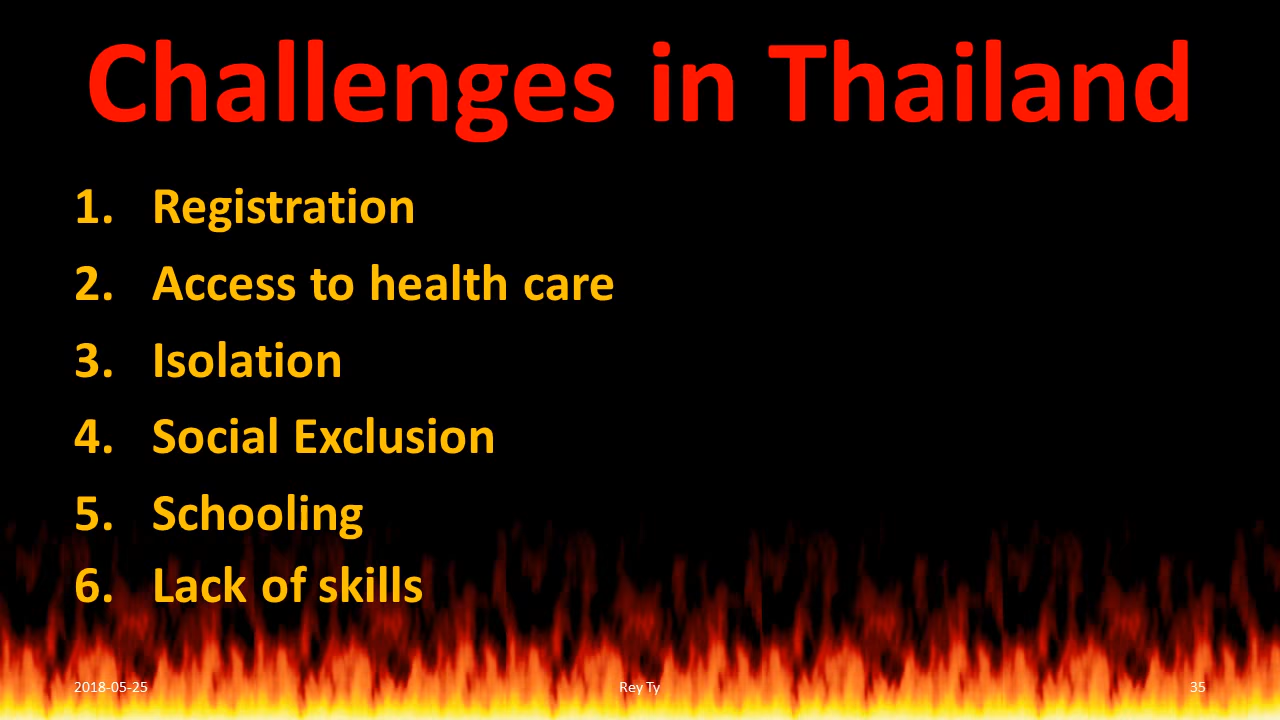 Challenges in Thailand
1. Registration
2. Access to health care
3. Isolation
4. Social Exclusion
5. Schooling
6. Lack of skills
2018-05-25 Rey Ty 35